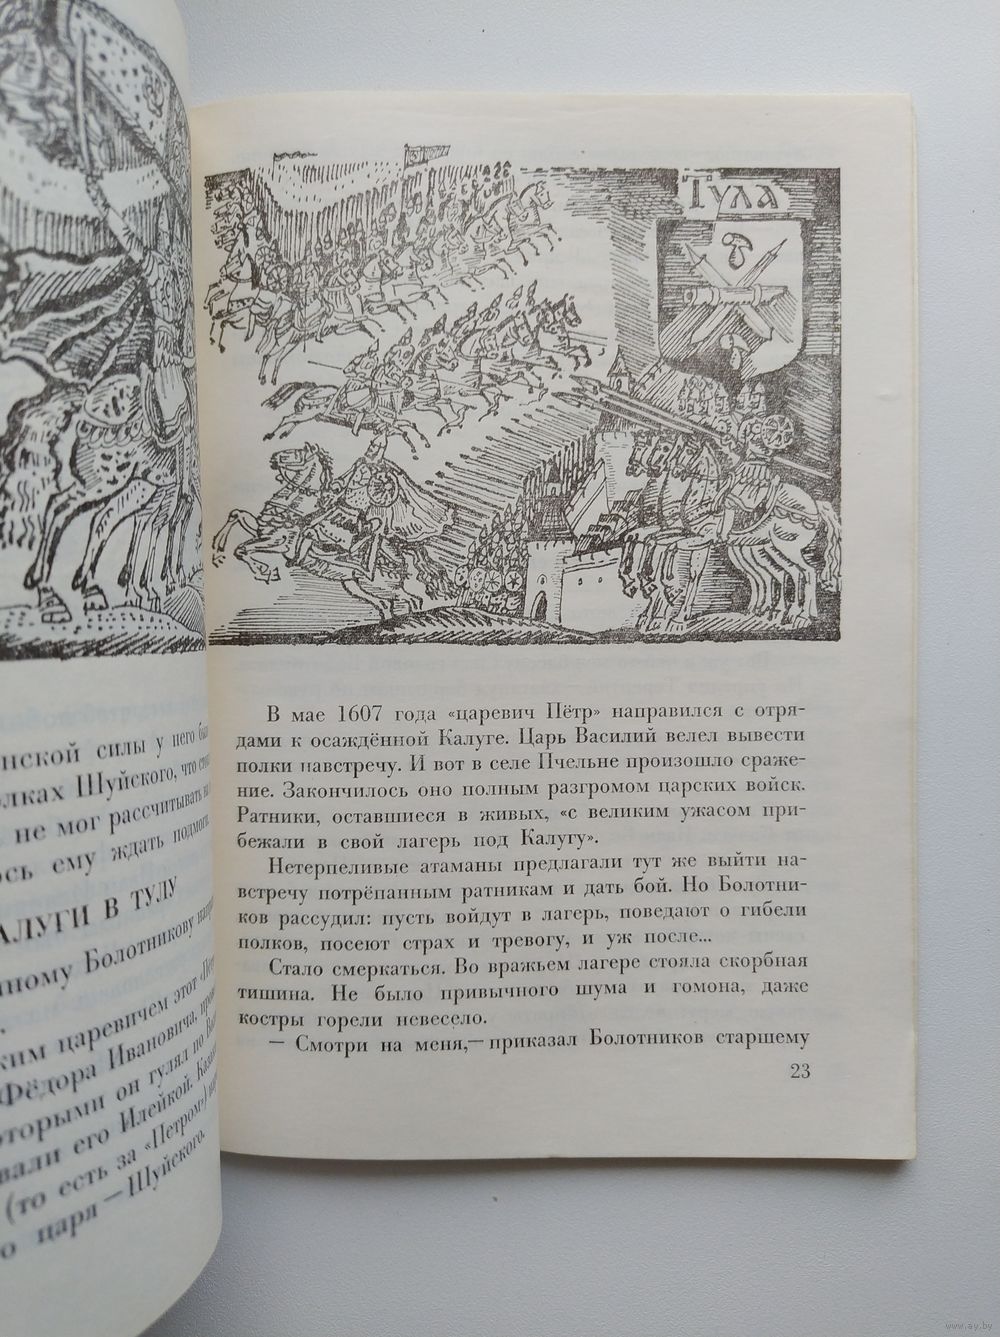 нской силы у него
лках Шуйского, что
не мог рассчитывать
ось ему ждать подмоги.
АЛУГИ В ТУЛУ
ному Болотникову
ким царевичем этот
Фёдора Ивановича,
оторыми он гулял по
вали его Илейкой.
(то есть за «Петром»)
о царя — Шуйского.
Тула
В мае 1607 года «царевич Пётр» направился с отря-
дами к осаждённой Калуге. Царь Василий велел вывести
полки навстречу. И вот в селе Пчельне произошло сраже-
ние. Закончилось оно полным разгромом царских войск.
Ратники, оставшиеся в живых, «с великим ужасом при-
бежали в свой лагерь под Калугу».
Нетерпеливые атаманы предлагали тут же выйти на-
встречу потрёпанным ратникам и дать бой. Но Болотни-
ков рассудил: пусть войдут в лагерь, поведают о гибели
полков, посеют страх и тревогу, и уж после...
Стало смеркаться. Во вражьем лагере стояла скорбная
тишина. Не было привычного шума и гомона, даже
костры горели невесело.
— Смотри на меня,— приказал Болотников старшему
23
www.ay.by